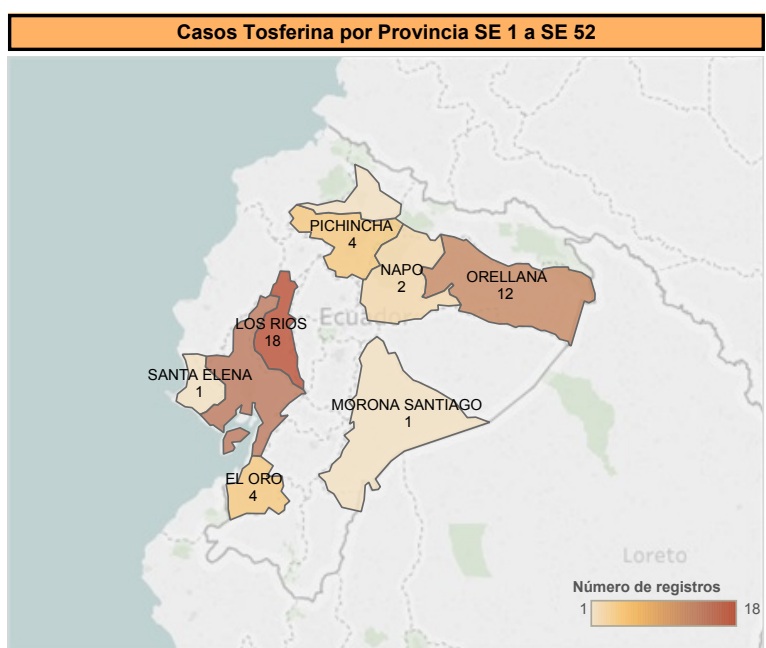 Casos Tosferina por Provincia SE 1 a SE 52
PICHINCHA
4
NAPO
2
ORELLANA
12
Ecuador
LOS RIOS
18
SANTA ELENA
1
MORONA SANTIAGO
1
EL ORO
4
Loreto
Número de registros
1
18